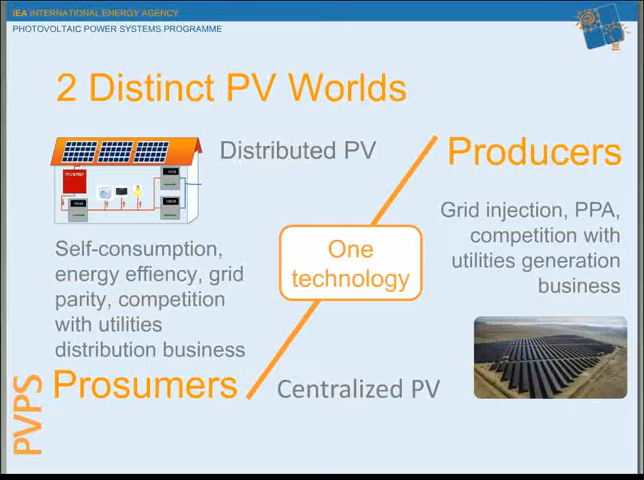 IEA INTERNATIONAL ENERGY AGENCY
PHOTOVOLTAIC POWER SYSTEMS PROGRAMME
2 Distinct PV Worlds
Distributed PV
Producers
Inverter
Grid injection, PPA,
competition with
utilities generation
business
One
technology
Self-consumption,
energy effiency, grid
parity, competition
with utilities
distribution business
Prosumers
Centralized PV
PVPS